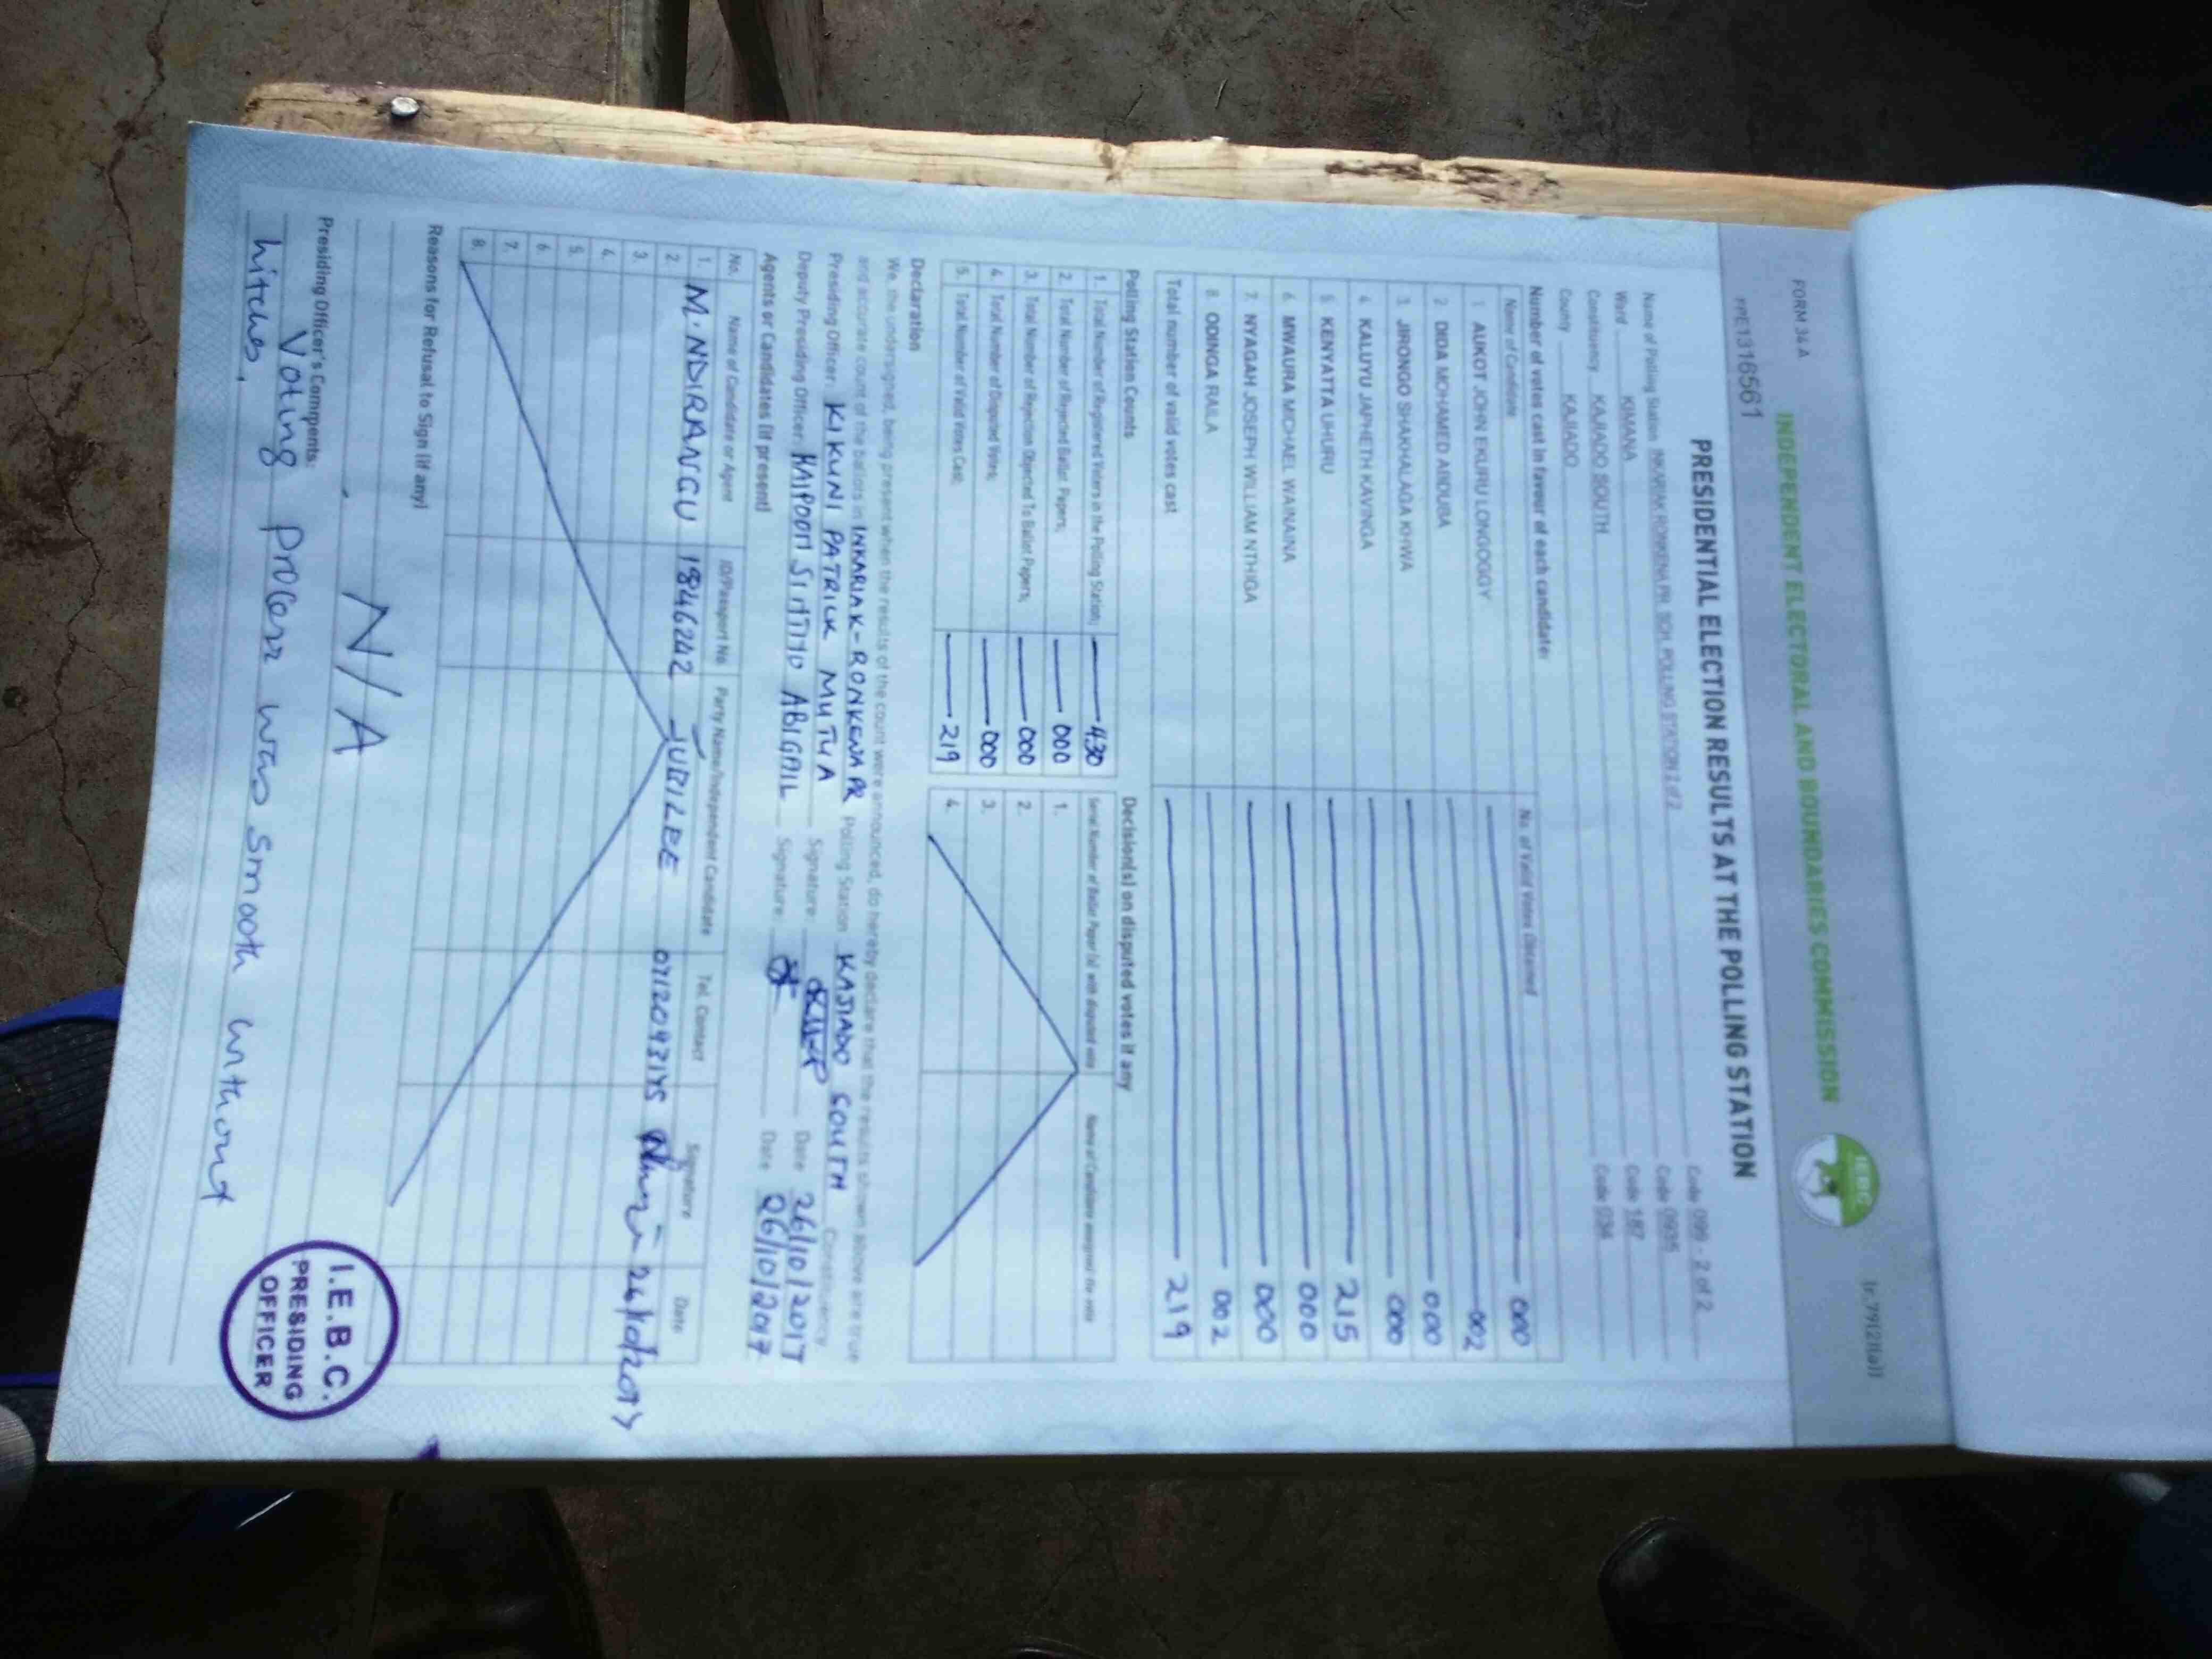 FORM 34A
[r.79(2)(a)]
INDEPENDENT ELECTORAL AND BOUNDARIES COMMISSION
IEBC
PRE1316561
PRESIDENTIAL ELECTION RESULTS AT THE POLLING STATION
Name of Polling Station INKARIAK RONKENA PR. SCH. POLLING STATION 2 of 2 Code 099 - 2 of 2
Ward KIMANA Code 0935
Constituency KAJIADO SOUTH Code 187
County KAJIADO Code 034
Number of votes cast in favour of each candidate:
Name of Candidate No. of Valid Votes Obtained
1 AUKOT JOHN EKURU LONGOGGY 000
2 DIDA MOHAMED ABDUBA 002
3 JIRONGO SHAKHALAGA KHWA 000
4 KALUYU JAPHETH KAVINGA 000
5 KENYATTA UHURU 215
6 MWAURA MICHAEL WAINAINA 000
7 NYAGAH JOSEPH WILLIAM NTHIGA 000
8 ODINGA RAILA 002
Total number of valid votes cast 219
Polling Station Counts
1. Total Number of Registered Voters in the Polling Station; 430
2. Total Number of Rejected Ballot Papers; 000
3. Total Number of Rejection Objected To Ballot Papers; 000
4. Total Number of Disputed Votes; 000
5. Total Number of Valid Votes Cast; 219
Decision(s) on disputed votes if any
Serial Number of Ballot Paper (s) with disputed vote Name of Candidate assigned the vote
1.
2.
3.
4.
Declaration
We, the undersigned, being present when the results of the count were announced, do hereby declare that the results shown above are true
and accurate count of the ballots in INKARIAK-RONKENA PR Polling Station KAJIADO SOUTH Constituency
Presiding Officer: KIKUNI PATRICK MUTUA Signature Date 26/10/2017
Deputy Presiding Officer: ABIGAIL Signature Date 26/10/2017
Agents or Candidates (if present)
No. Name of Candidate or Agent ID/Passport No Party Name/Independent Candidate Tel. Contact Signature Date
1. M. NDIRANGU 1846242 JUBILEE 26/10/2017
2.
3.
4.
5.
6.
7.
8.
Reasons for Refusal to Sign (if any)
N/A
Presiding Officer's Comments:
Voting process was smooth without
hitches.
I.E.B.C.
PRESIDING
OFFICER